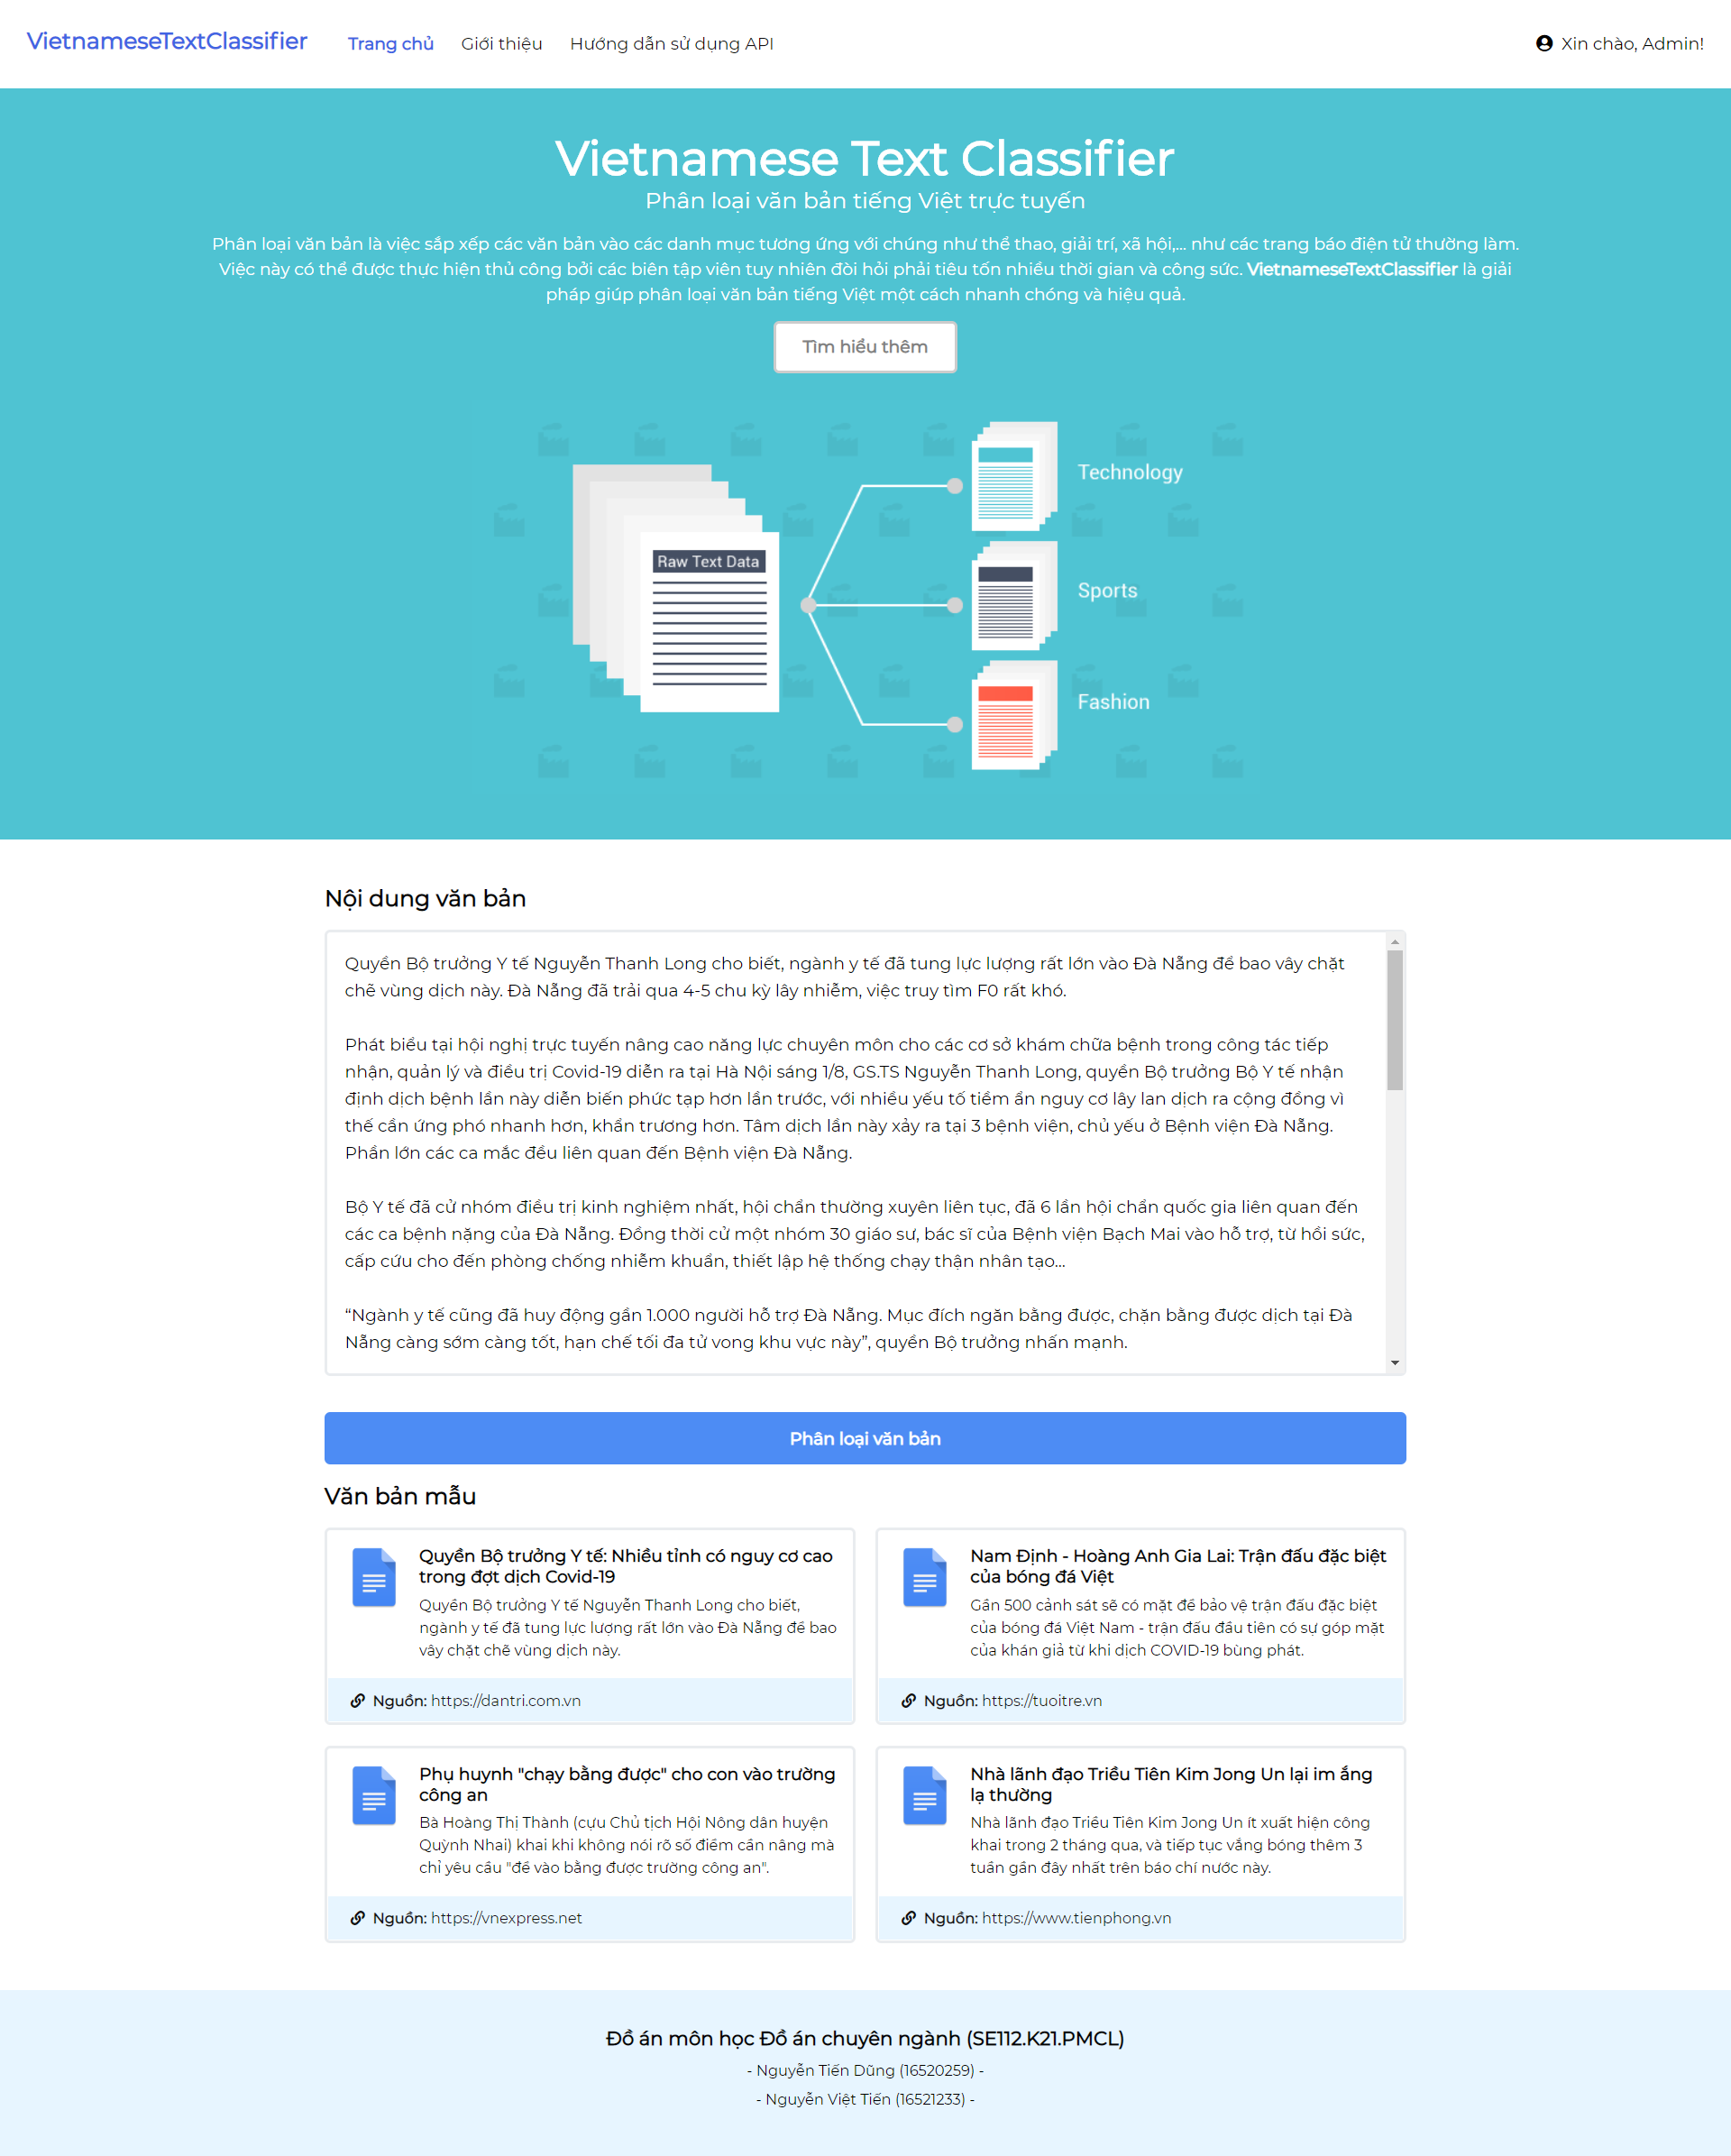 VietnameseTextClassifier
Trang chủ
Giới thiệu
Hướng dẫn sử dụng API
Xin chào, Admin!
Vietnamese Text Classifier
Phân loại văn bản tiếng Việt trực tuyến
Phân loại văn bản là việc sắp xếp các văn bản vào các danh mục tương ứng với chúng như thể thao, giải trí, xã hội,... như các trang báo điện tử thường làm.
Việc này có thể được thực hiện thủ công bởi các biên tập viên tuy nhiên đòi hỏi phải tiêu tốn nhiều thời gian và công sức. VietnameseTextClassifier là giải
pháp giúp phân loại văn bản tiếng Việt một cách nhanh chóng và hiệu quả.
Tìm hiểu thêm
Raw Text Data
Technology
Sports
Fashion
Nội dung văn bản
Quyền Bộ trưởng Y tế Nguyễn Thanh Long cho biết, ngành y tế đã tung lực lượng rất lớn vào Đà Nẵng để bao vây chặt
chẽ vùng dịch này. Đà Nẵng đã trải qua 4-5 chu kỳ lây nhiễm, việc truy tìm F0 rất khó.
Phát biểu tại hội nghị trực tuyến nâng cao năng lực chuyên môn cho các cơ sở khám chữa bệnh trong công tác tiếp
nhận, quản lý và điều trị Covid-19 diễn ra tại Hà Nội sáng 1/8, GS.TS Nguyễn Thanh Long, quyền Bộ trưởng Bộ Y tế nhận
định dịch bệnh lần này diễn biến phức tạp hơn lần trước, với nhiều yếu tố tiềm ẩn nguy cơ lây lan dịch ra cộng đồng vì
thế cần ứng phó nhanh hơn, khẩn trương hơn. Tâm dịch lần này xảy ra tại 3 bệnh viện, chủ yếu ở Bệnh viện Đà Nẵng.
Phần lớn các ca mắc đều liên quan đến Bệnh viện Đà Nẵng.
Bộ Y tế đã cử nhóm điều trị kinh nghiệm nhất, hội chẩn thường xuyên liên tục, đã 6 lần hội chẩn quốc gia liên quan đến
các ca bệnh nặng của Đà Nẵng. Đồng thời cử một nhóm 30 giáo sư, bác sĩ của Bệnh viện Bạch Mai vào hỗ trợ, từ hồi sức,
cấp cứu cho đến phòng chống nhiễm khuẩn, thiết lập hệ thống chạy thận nhân tạo...
“Ngành y tế cũng đã huy động gần 1.000 người hỗ trợ Đà Nẵng. Mục đích ngăn bằng được, chặn bằng được dịch tại Đà
Nẵng càng sớm càng tốt, hạn chế tối đa tử vong khu vực này”, quyền Bộ trưởng nhấn mạnh.
Phân loại văn bản
Văn bản mẫu
Quyền Bộ trưởng Y tế: Nhiều tỉnh có nguy cơ cao
trong đợt dịch Covid-19
Quyền Bộ trưởng Y tế Nguyễn Thanh Long cho biết,
ngành y tế đã tung lực lượng rất lớn vào Đà Nẵng để bao
vây chặt chẽ vùng dịch này.
Nguồn: https://dantri.com.vn
Nam Định - Hoàng Anh Gia Lai: Trận đấu đặc biệt
của bóng đá Việt
Gần 500 cảnh sát sẽ có mặt để bảo vệ trận đấu đặc biệt
của bóng đá Việt Nam - trận đấu đầu tiên có sự góp mặt
của khán giả từ khi dịch COVID-19 bùng phát.
Nguồn: https://tuoitre.vn
Phụ huynh "chạy bằng được" cho con vào trường
công an
Bà Hoàng Thị Thành (cựu Chủ tịch Hội Nông dân huyện
Quỳnh Nhai) khai khi không nói rõ số điểm cần nâng mà
chỉ yêu cầu "để vào bằng được trường công an".
Nguồn: https://vnexpress.net
Nhà lãnh đạo Triều Tiên Kim Jong Un lại im ắng
lạ thường
Nhà lãnh đạo Triều Tiên Kim Jong Un ít xuất hiện công
khai trong 2 tháng qua, và tiếp tục vắng bóng thêm 3
tuần gần đây nhất trên báo chí nước này.
Nguồn: https://www.tienphong.vn
Đồ án môn học Đồ án chuyên ngành (SE112.K21.PMCL)
- Nguyễn Tiến Dũng (16520259) -
- Nguyễn Việt Tiến (16521233) -